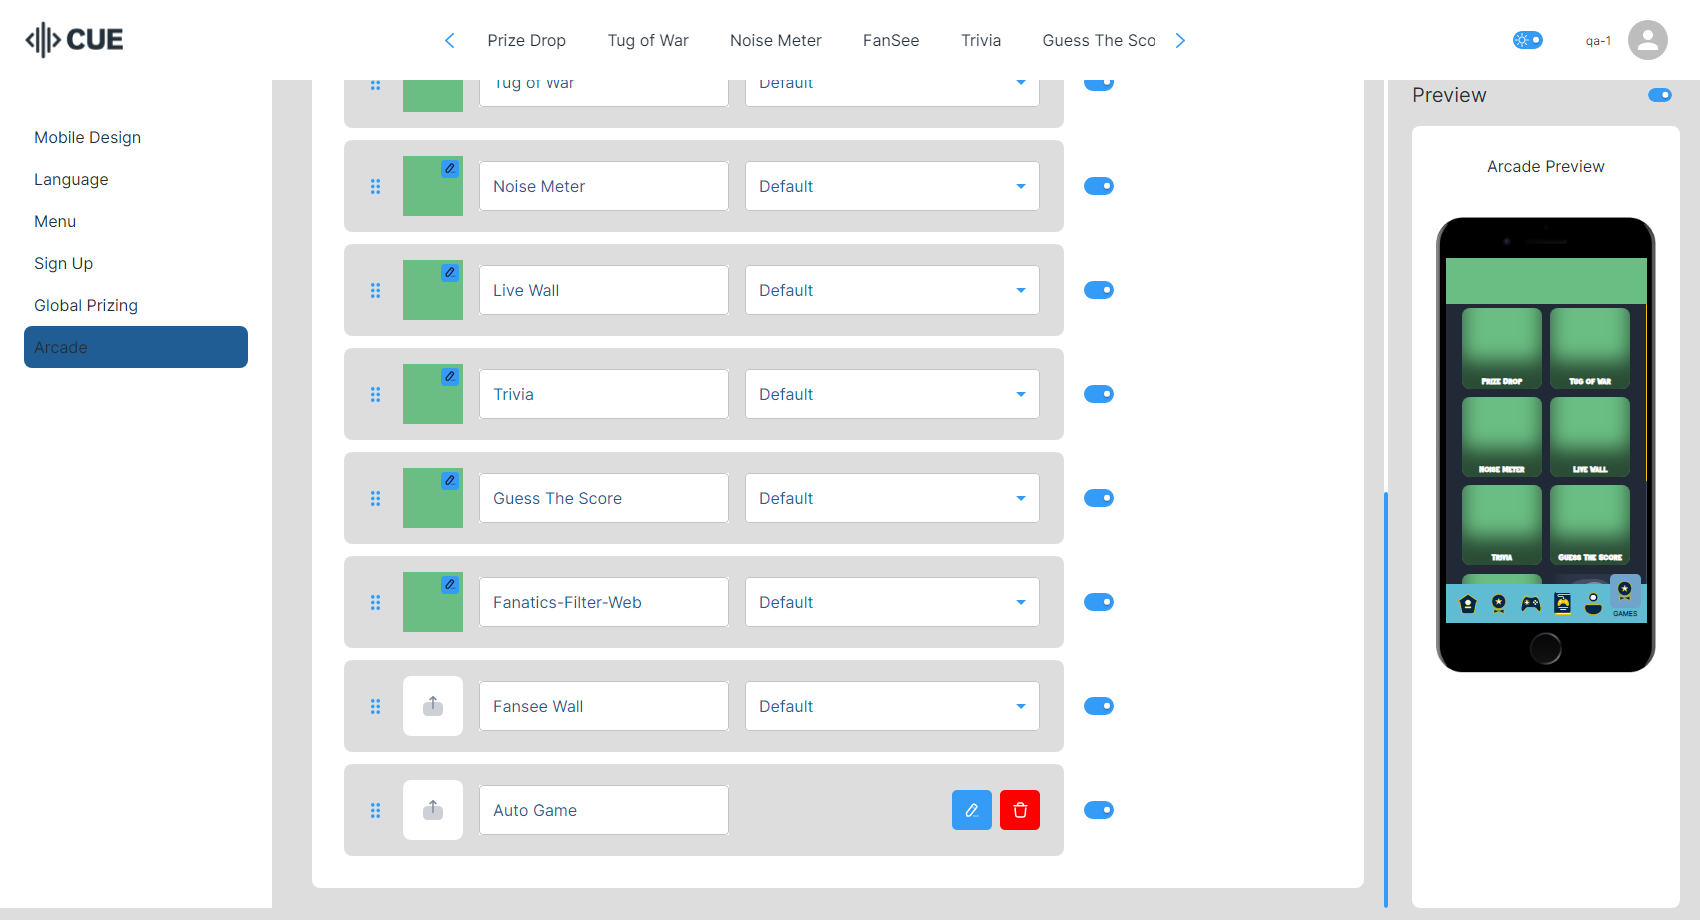 CUE
Prize Drop
Tug of War
Noise Meter
FanSee
Trivia
Guess The Sco
qa-1
Mobile Design
Language
Menu
Sign Up
Global Prizing
Arcade
Tug of War
Default
Noise Meter
Default
Live Wall
Default
Trivia
Default
Guess The Score
Default
Fanatics-Filter-Web
Default
Fansee Wall
Default
Auto Game
Preview
Arcade Preview
Prize Drop
Tug of War
Noise Meter
Live Wall
Trivia
Guess The Score
GAMES